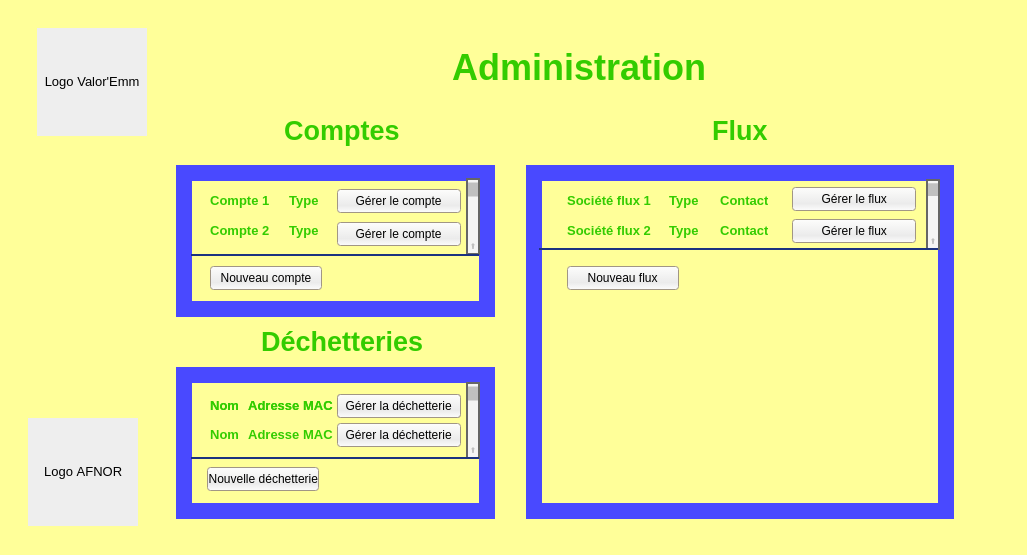 Logo Valor'Emm
Administration
Comptes
Compte 1 Type Gérer le compte
Compte 2 Type Gérer le compte
Nouveau compte
Déchetteries
Nom Adresse MAC Gérer la déchetterie
Nom Adresse MAC Gérer la déchetterie
Nouvelle déchetterie
Flux
Société flux 1 Type Contact Gérer le flux
Société flux 2 Type Contact Gérer le flux
Nouveau flux
Logo AFNOR